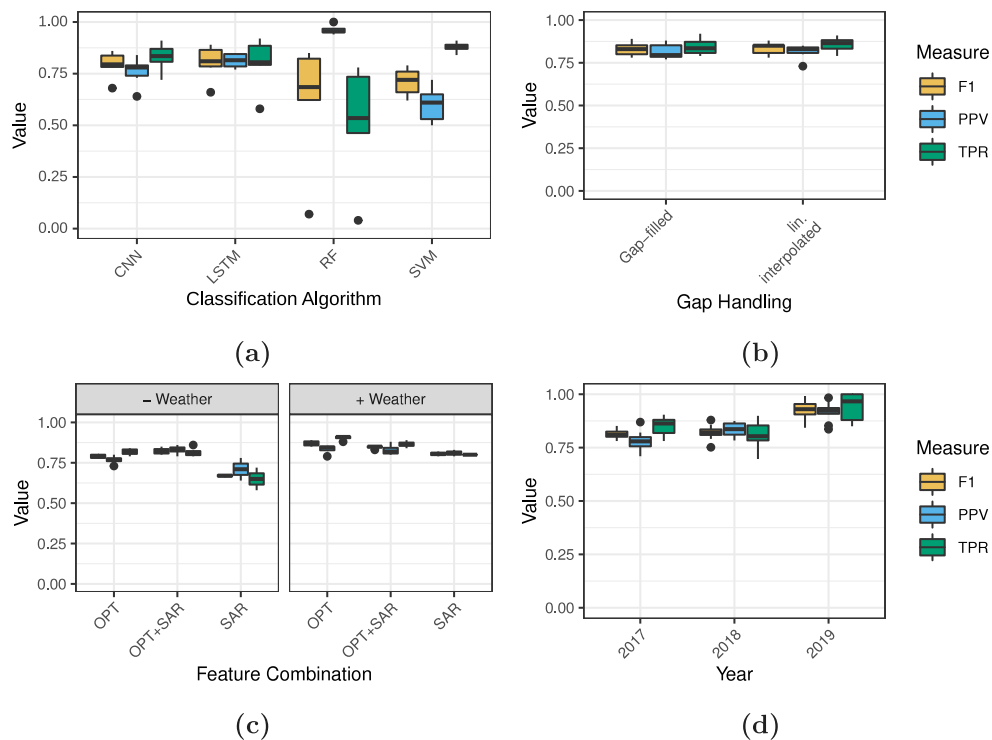 1.00
0.75
0.50
0.25
0.00
Value
CNN
LSTM
RF
SVM
Classification Algorithm
(a)
1.00
0.75
0.50
0.25
0.00
Value
Gap−filled
lin.
interpolated
Gap Handling
(b)
Measure
F1
PPV
TPR
− Weather
+ Weather
1.00
0.75
0.50
0.25
0.00
Value
OPT
OPT+SAR
SAR
OPT
OPT+SAR
SAR
Feature Combination
(c)
1.00
0.75
0.50
0.25
0.00
Value
2017
2018
2019
Year
(d)
Measure
F1
PPV
TPR